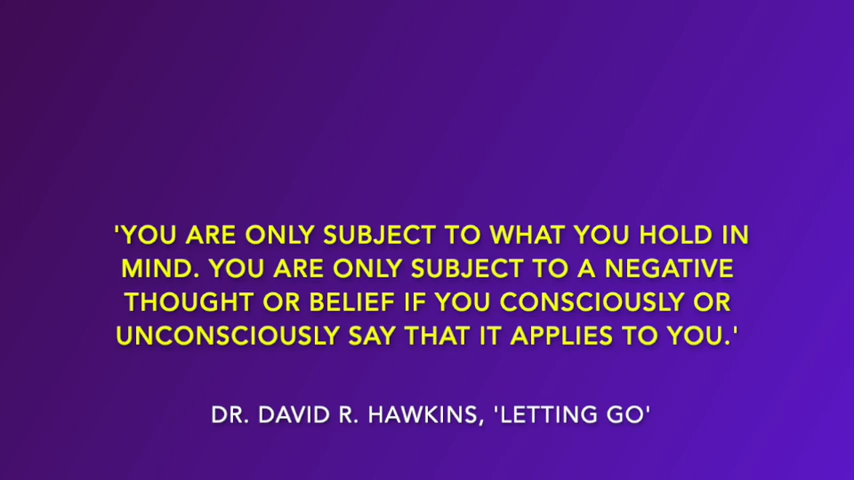 'YOU ARE ONLY SUBJECT TO WHAT YOU HOLD IN
MIND. YOU ARE ONLY SUBJECT TO A NEGATIVE
THOUGHT OR BELIEF IF YOU CONSCIOUSLY OR
UNCONSCIOUSLY SAY THAT IT APPLIES TO YOU.'
DR. DAVID R. HAWKINS, 'LETTING GO'